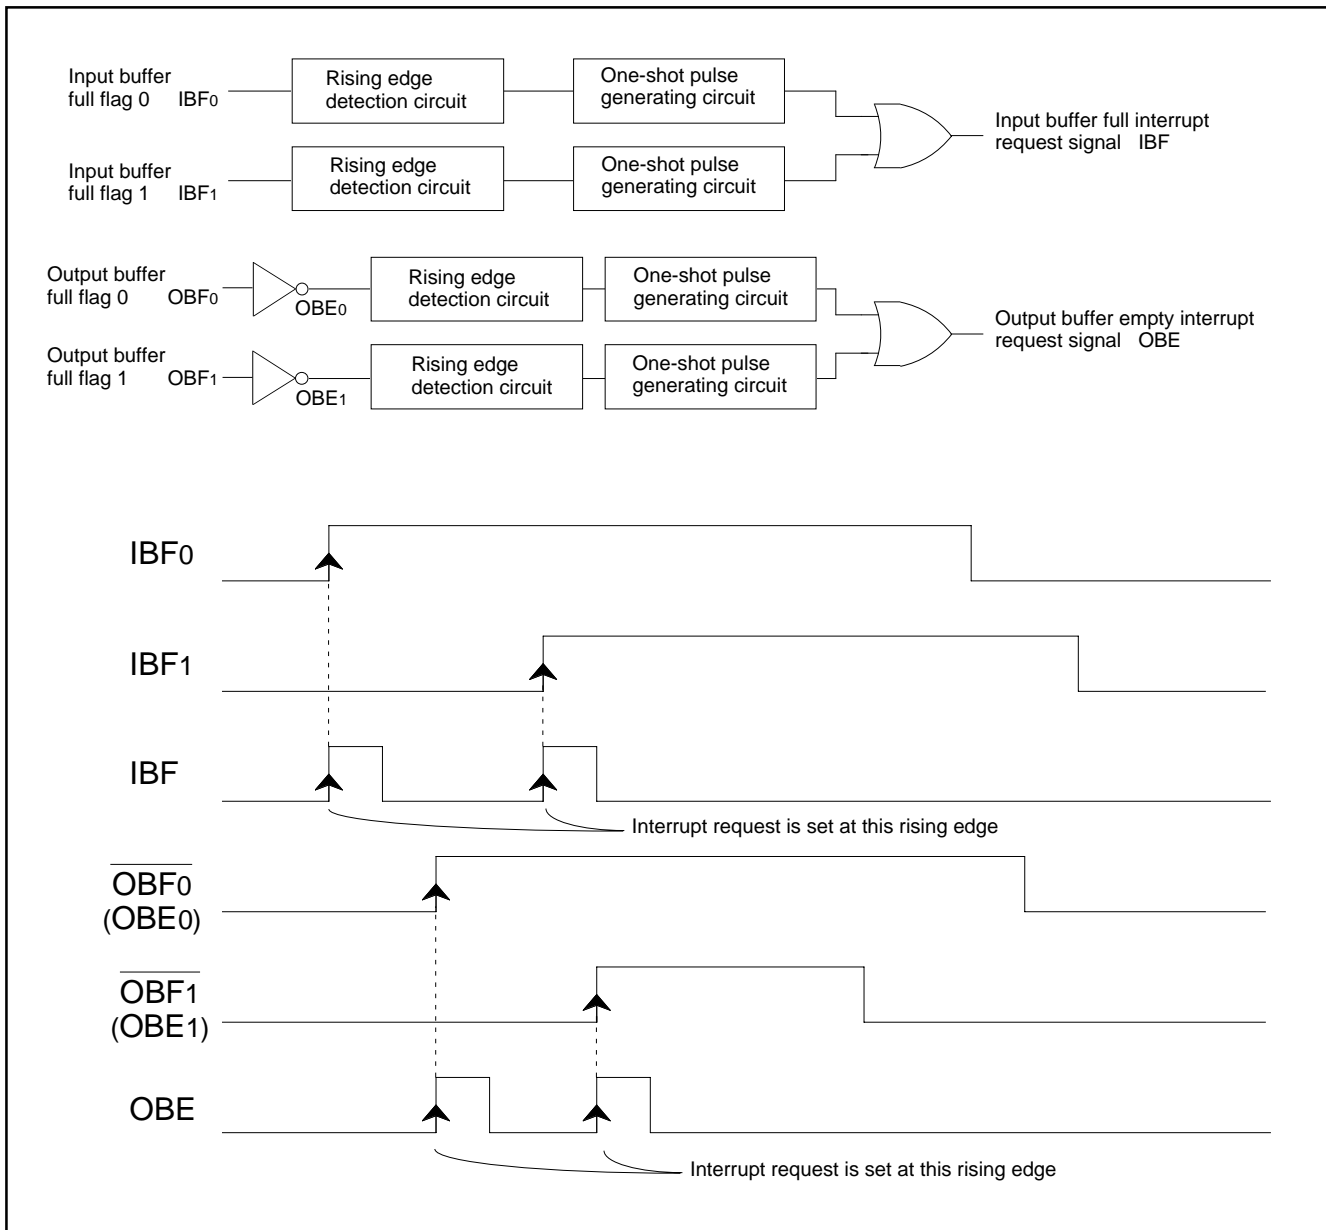 Input buffer
full flag 0 IBF0
Rising edge
detection circuit
One-shot pulse
generating circuit
Input buffer full interrupt
request signal IBF
Input buffer
full flag 1 IBF1
Rising edge
detection circuit
One-shot pulse
generating circuit
Output buffer
full flag 0 OBF0
OBE0
Rising edge
detection circuit
One-shot pulse
generating circuit
Output buffer empty interrupt
request signal OBE
Output buffer
full flag 1 OBF1
OBE1
Rising edge
detection circuit
One-shot pulse
generating circuit
IBF0
IBF1
IBF
Interrupt request is set at this rising edge
OBF0
(OBE0)
OBF1
(OBE1)
OBE
Interrupt request is set at this rising edge